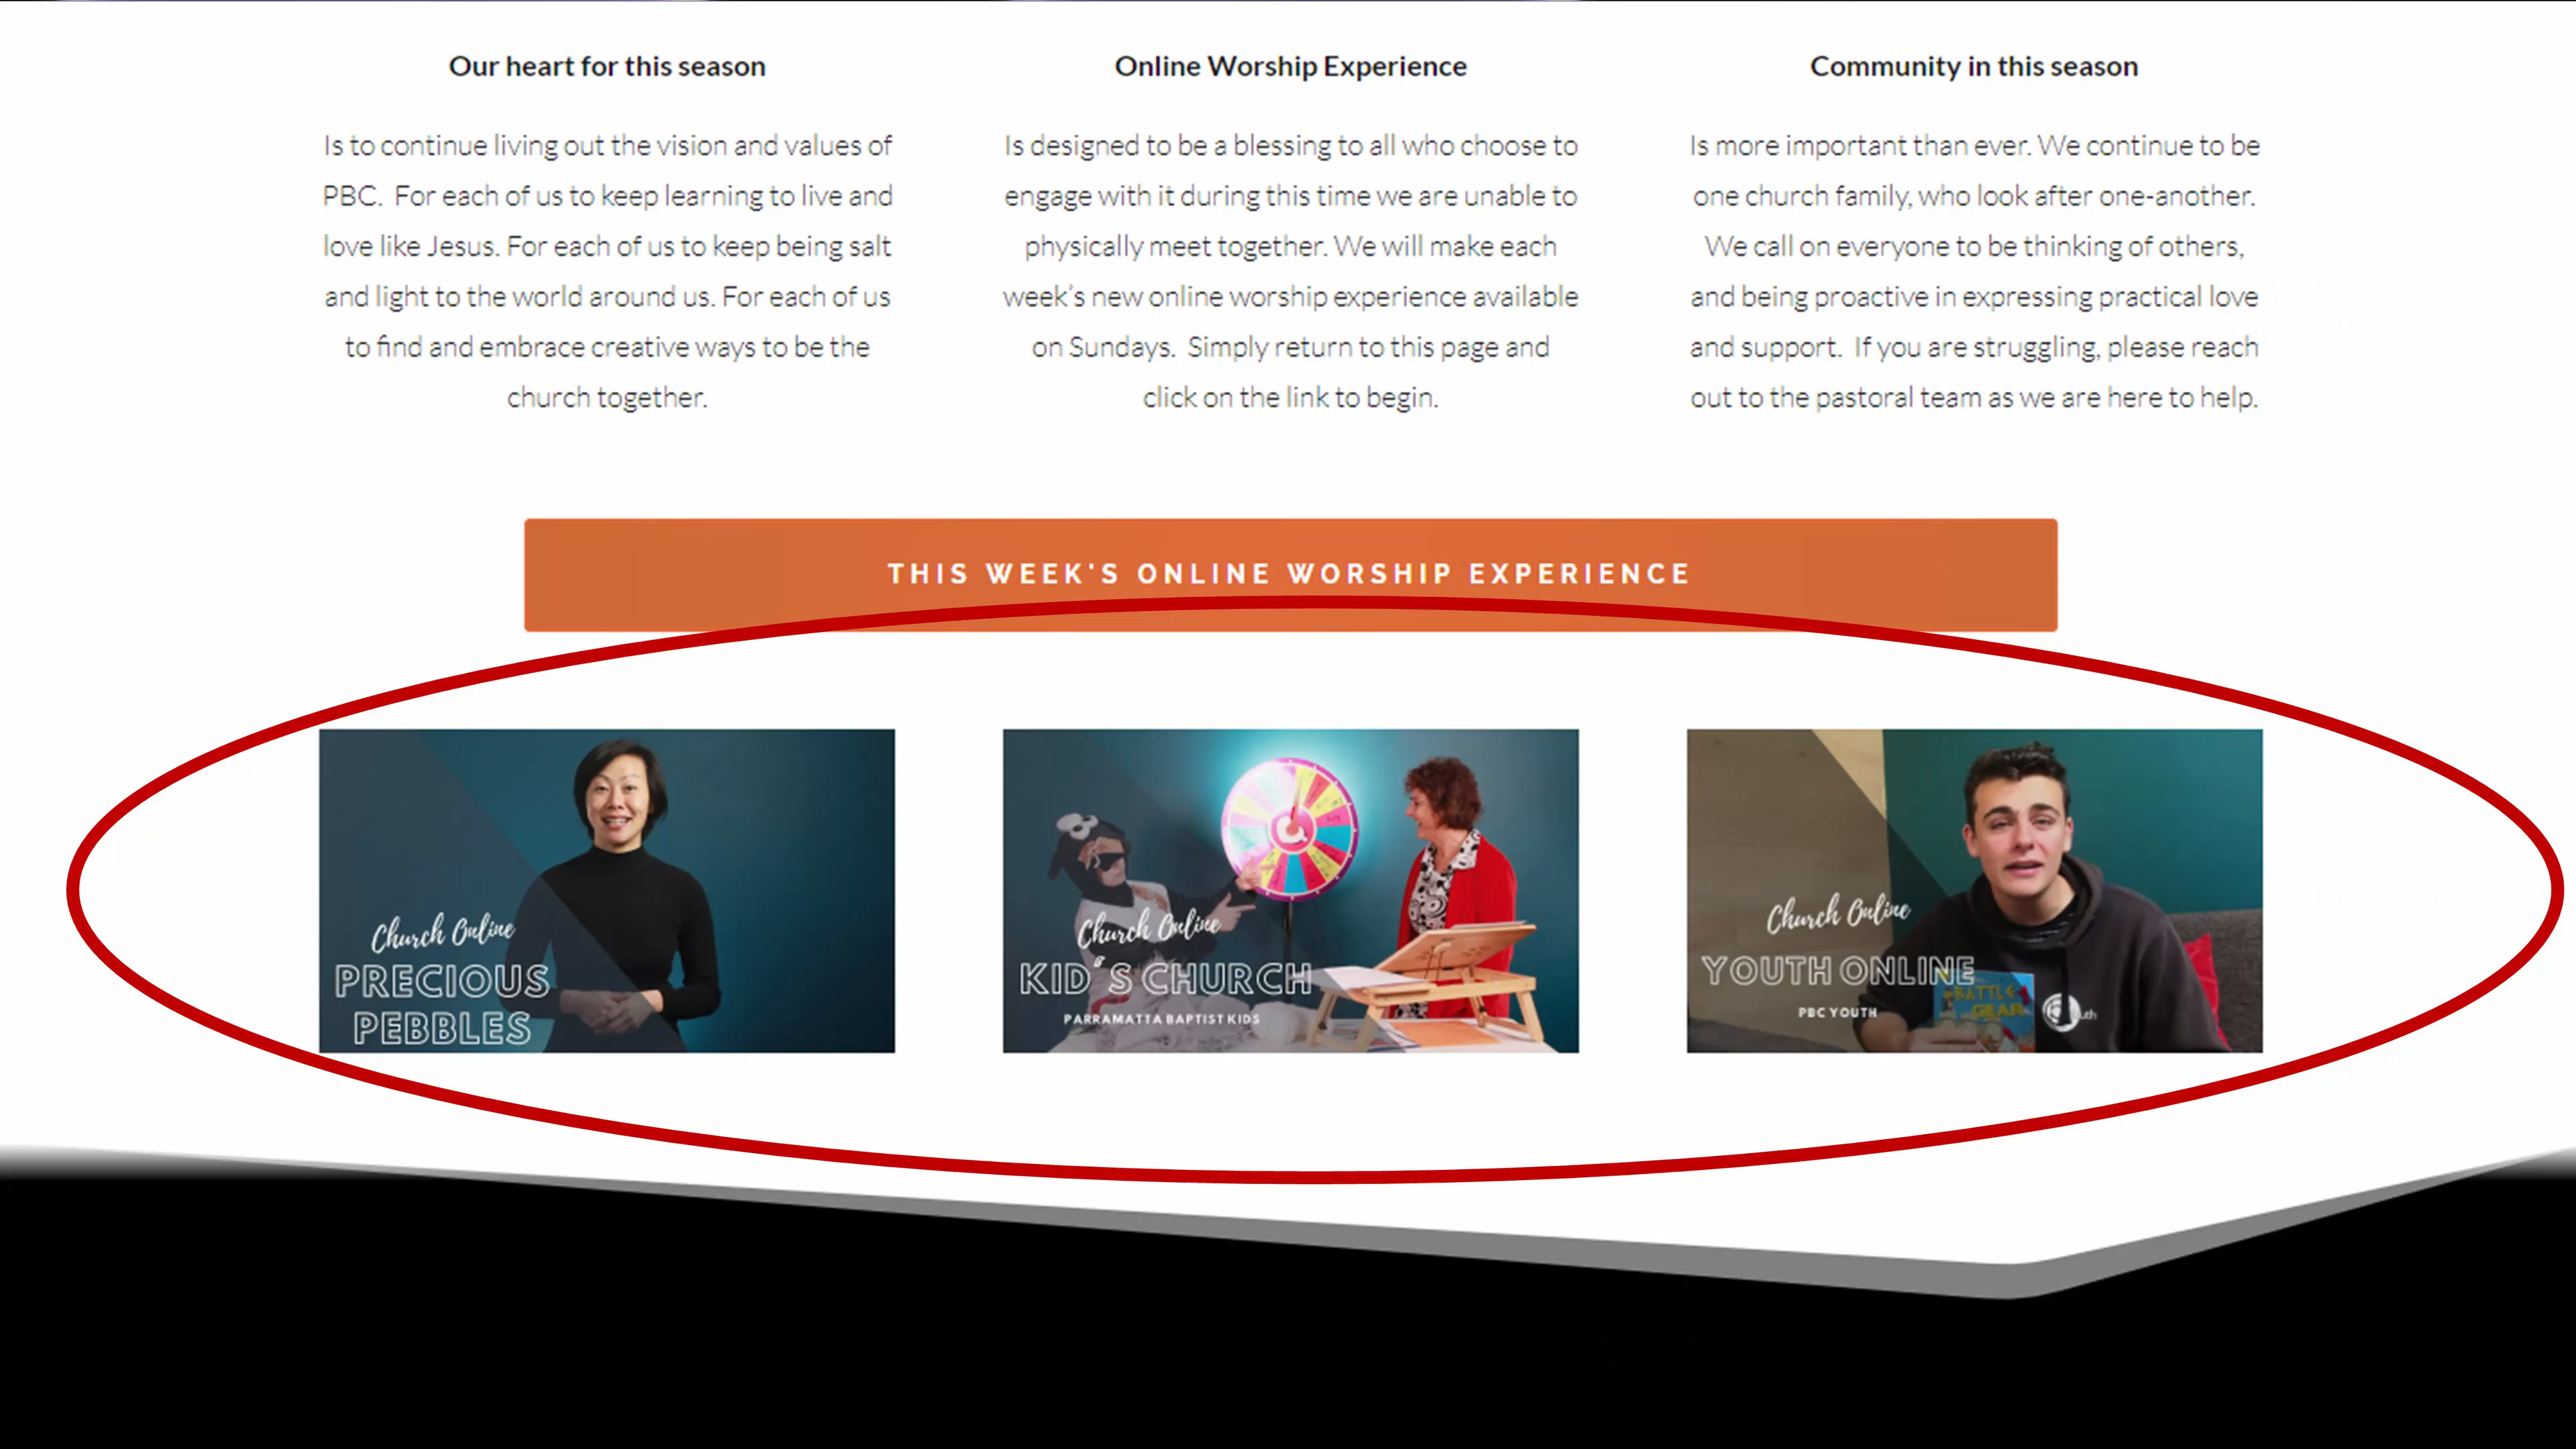 Our heart for this season
Is to continue living out the vision and values of
PBC. For each of us to keep learning to live and
love like Jesus. For each of us to keep being salt
and light to the world around us. For each of us
to find and embrace creative ways to be the
church together.
Online Worship Experience
Is designed to be a blessing to all who choose to
engage with it during this time we are unable to
physically meet together. We will make each
week's new online worship experience available
on Sundays. Simply return to this page and
click on the link to begin.
Community in this season
Is more important than ever. We continue to be
one church family, who look after one-another.
We call on everyone to be thinking of others,
and being proactive in expressing practical love
and support. If you are struggling, please reach
out to the pastoral team as we are here to help.
THIS WEEK'S ONLINE WORSHIP EXPERIENCE
Church Online
PRECIOUS
PEBBLES
Church Online
KID'S CHURCH
PARRAMATTA BAPTIST KIDS
Church Online
YOUTH ONLINE
PBC YOUTH
BATTLE
GEAR